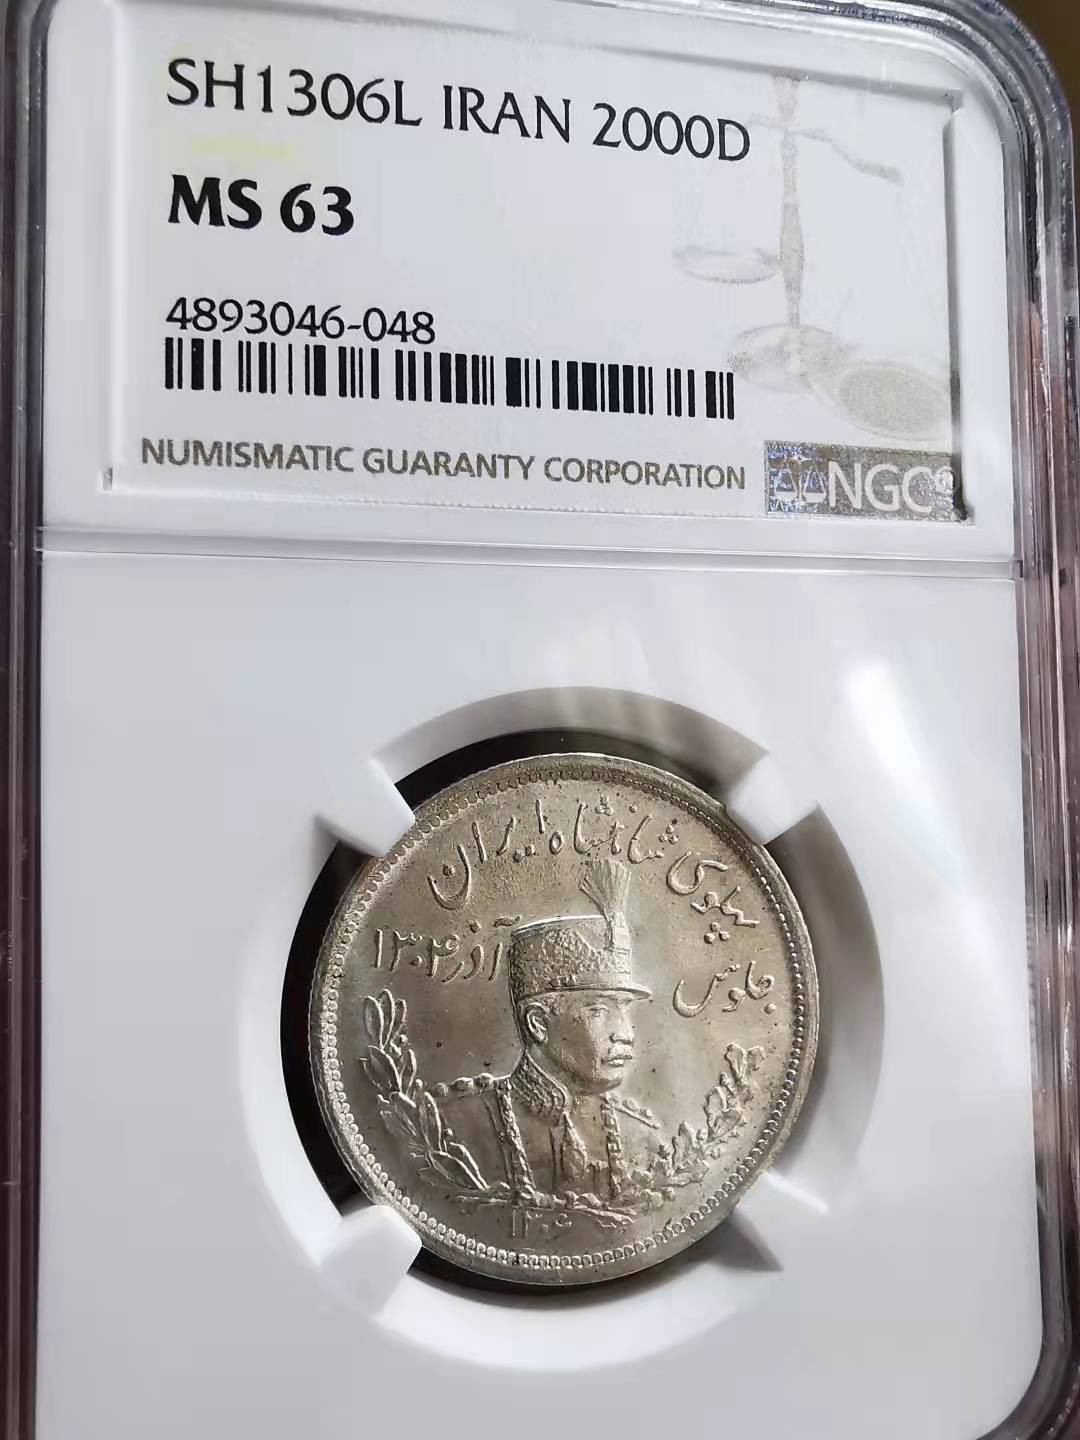 SH1306L IRAN 2000D
MS 63
4893046-048
NUMISMATIC GUARANTY CORPORATION
NGC®
پهلوی شاهنشاه ایران
جلوس آذر ۱۳۰۴
۱۳۰۶